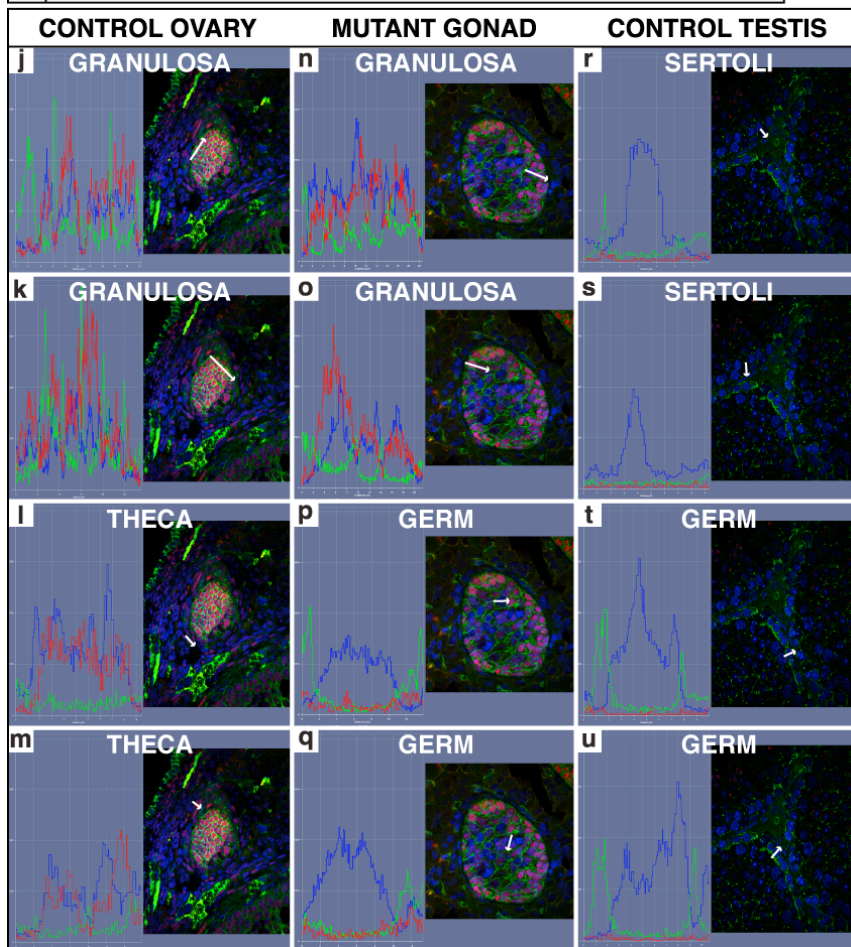 CONTROL OVARY MUTANT GONAD CONTROL TESTIS
j GRANULOSA n GRANULOSA r SERTOLI
k GRANULOSA o GRANULOSA s SERTOLI
l THECA p GERM t GERM
m THECA q GERM u GERM